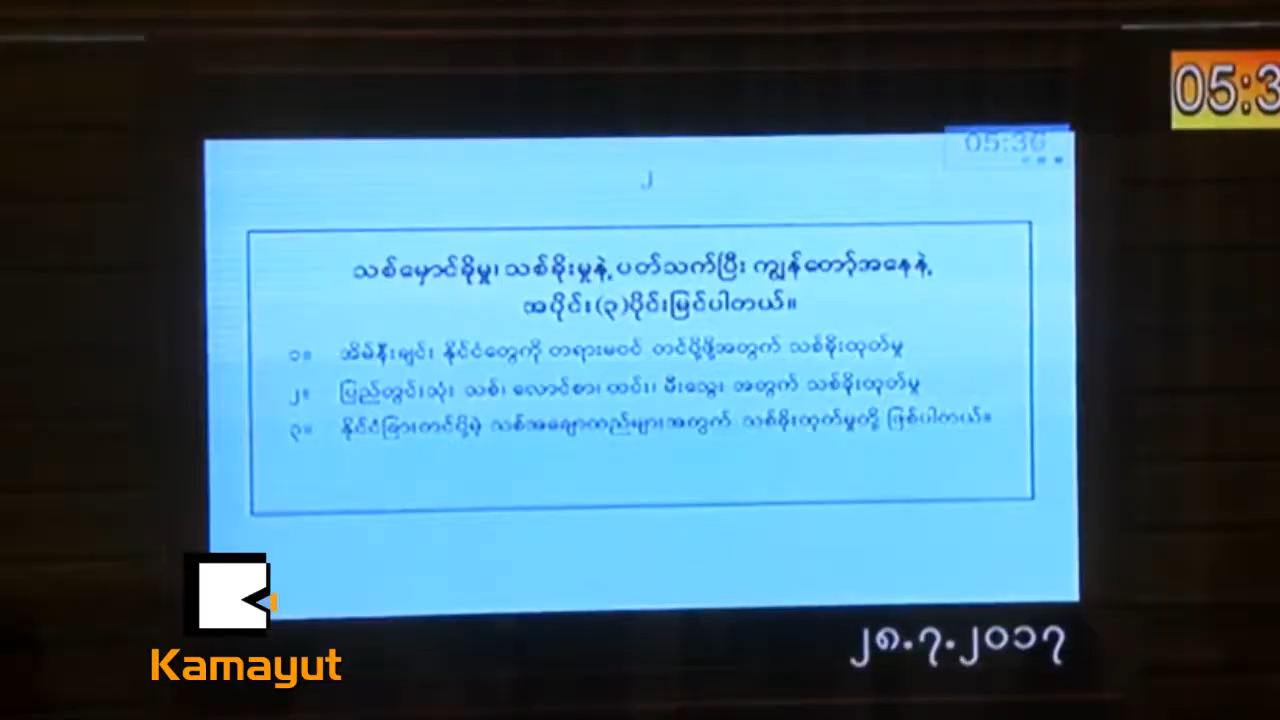 05:3
05:36
၂
သစ်မှောင်ခိုမှု၊ သစ်ခိုးမှုနဲ့ ပတ်သက်ပြီး ကျွန်တော့်အနေနဲ့
အပိုင်း(၃)ပိုင်းမြင်ပါတယ်။
၁။ အိမ်နီးချင်း နိုင်ငံတွေကို တရားမဝင် တင်ပို့ဖို့အတွက် သစ်ခိုးထုတ်မှု
၂။ ပြည်တွင်းသုံး သစ်၊ လောင်စာ၊ ထင်း၊ မီးသွေး အတွက် သစ်ခိုးထုတ်မှု
၃။ နိုင်ငံခြားတင်ပို့ရဲ့ သစ်အချောထည်များအတွက် သစ်ခိုးထုတ်မှုတို့ ဖြစ်ပါတယ်။
Kamayut
၂၈.၇.၂၀၁၇